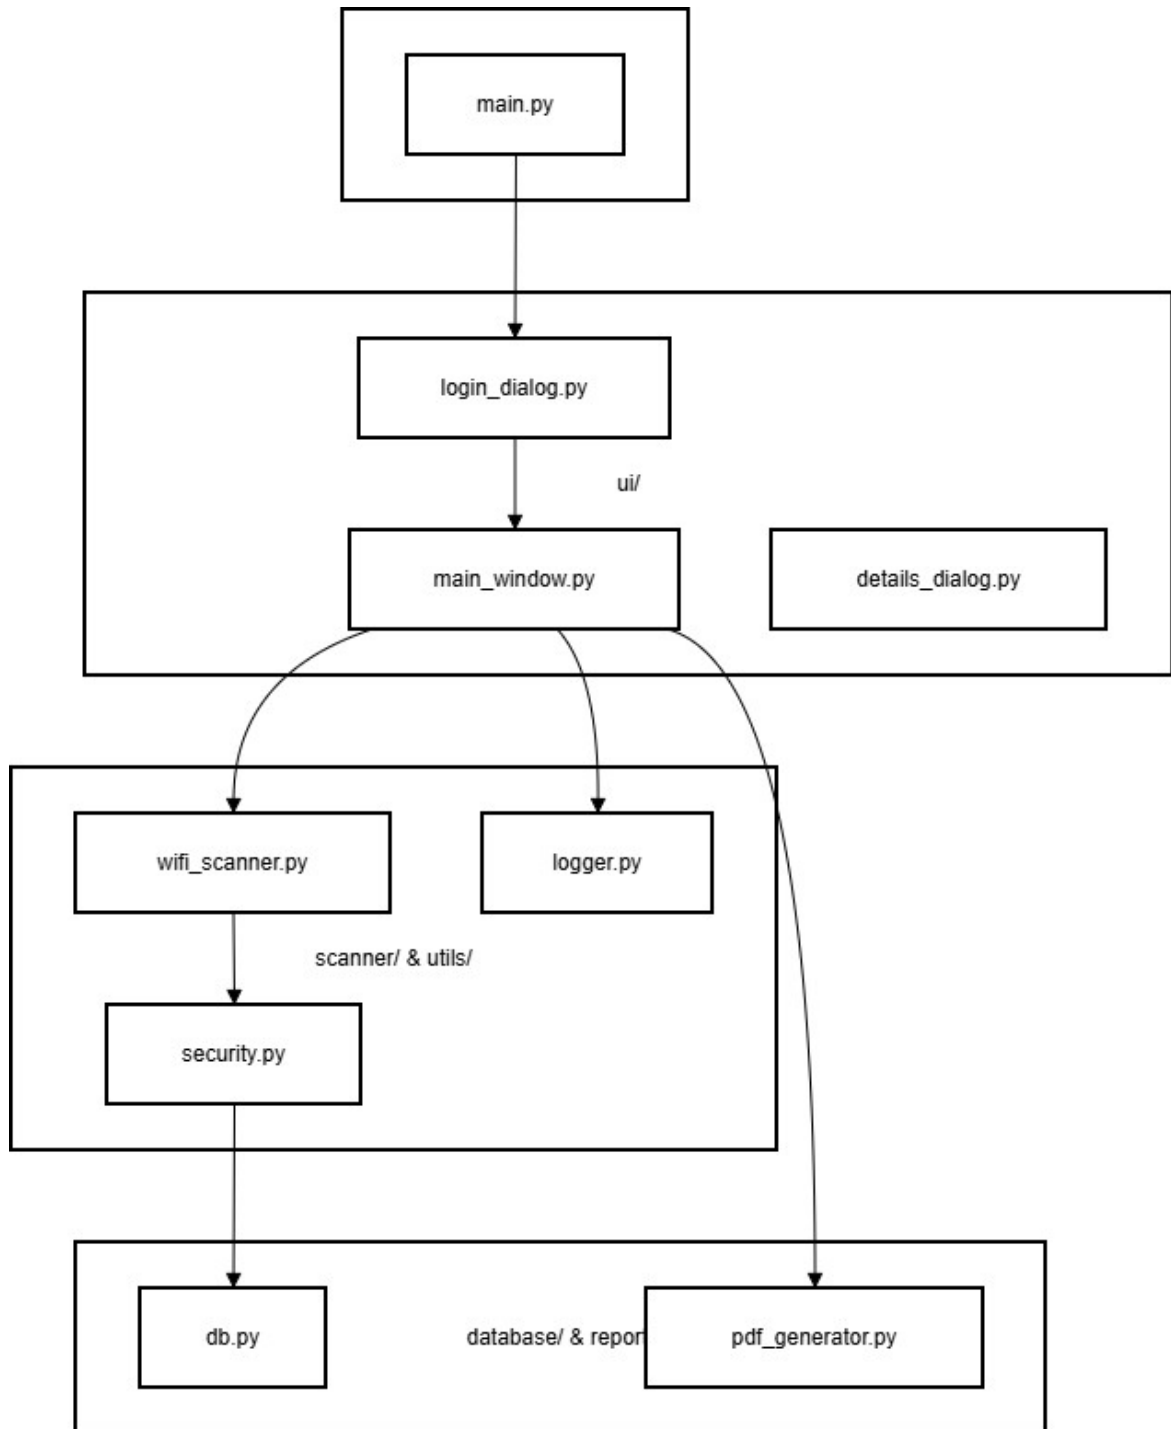 main.py
login_dialog.py
ui/
main_window.py
details_dialog.py
wifi_scanner.py
logger.py
scanner/ & utils/
security.py
db.py
database/ & repor
pdf_generator.py